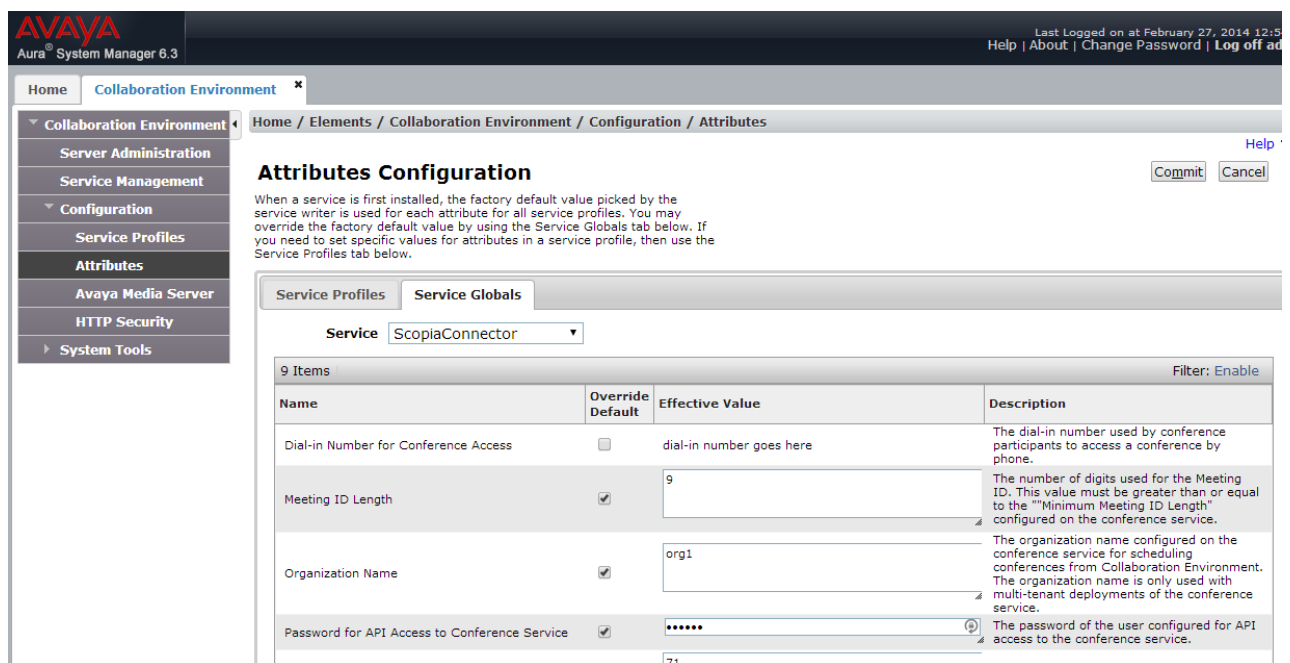 AVAYA
Aura® System Manager 6.3
Last Logged on at February 27, 2014 12:5
Help | About | Change Password | Log off ad
Home
Collaboration Environment ✖
Collaboration Environment
Server Administration
Service Management
Configuration
Service Profiles
Attributes
Avaya Media Server
HTTP Security
System Tools
Home / Elements / Collaboration Environment / Configuration / Attributes
Help
Attributes Configuration
Commit Cancel
When a service is first installed, the factory default value picked by the
service writer is used for each attribute for all service profiles. You may
override the factory default value by using the Service Globals tab below. If
you need to set specific values for attributes in a service profile, then use the
Service Profiles tab below.
Service Profiles Service Globals
Service ScopiaConnector
9 Items Filter: Enable
Name Override Default Effective Value Description
Dial-in Number for Conference Access
dial-in number goes here
The dial-in number used by conference
participants to access a conference by
phone.
Meeting ID Length
9
The number of digits used for the Meeting
ID. This value must be greater than or equal
to the ""Minimum Meeting ID Length"
configured on the conference service.
Organization Name
org1
The organization name configured on the
conference service for scheduling
conferences from Collaboration Environment.
The organization name is only used with
multi-tenant deployments of the conference
service.
Password for API Access to Conference Service
••••••
The password of the user configured for API
access to the conference service.
71